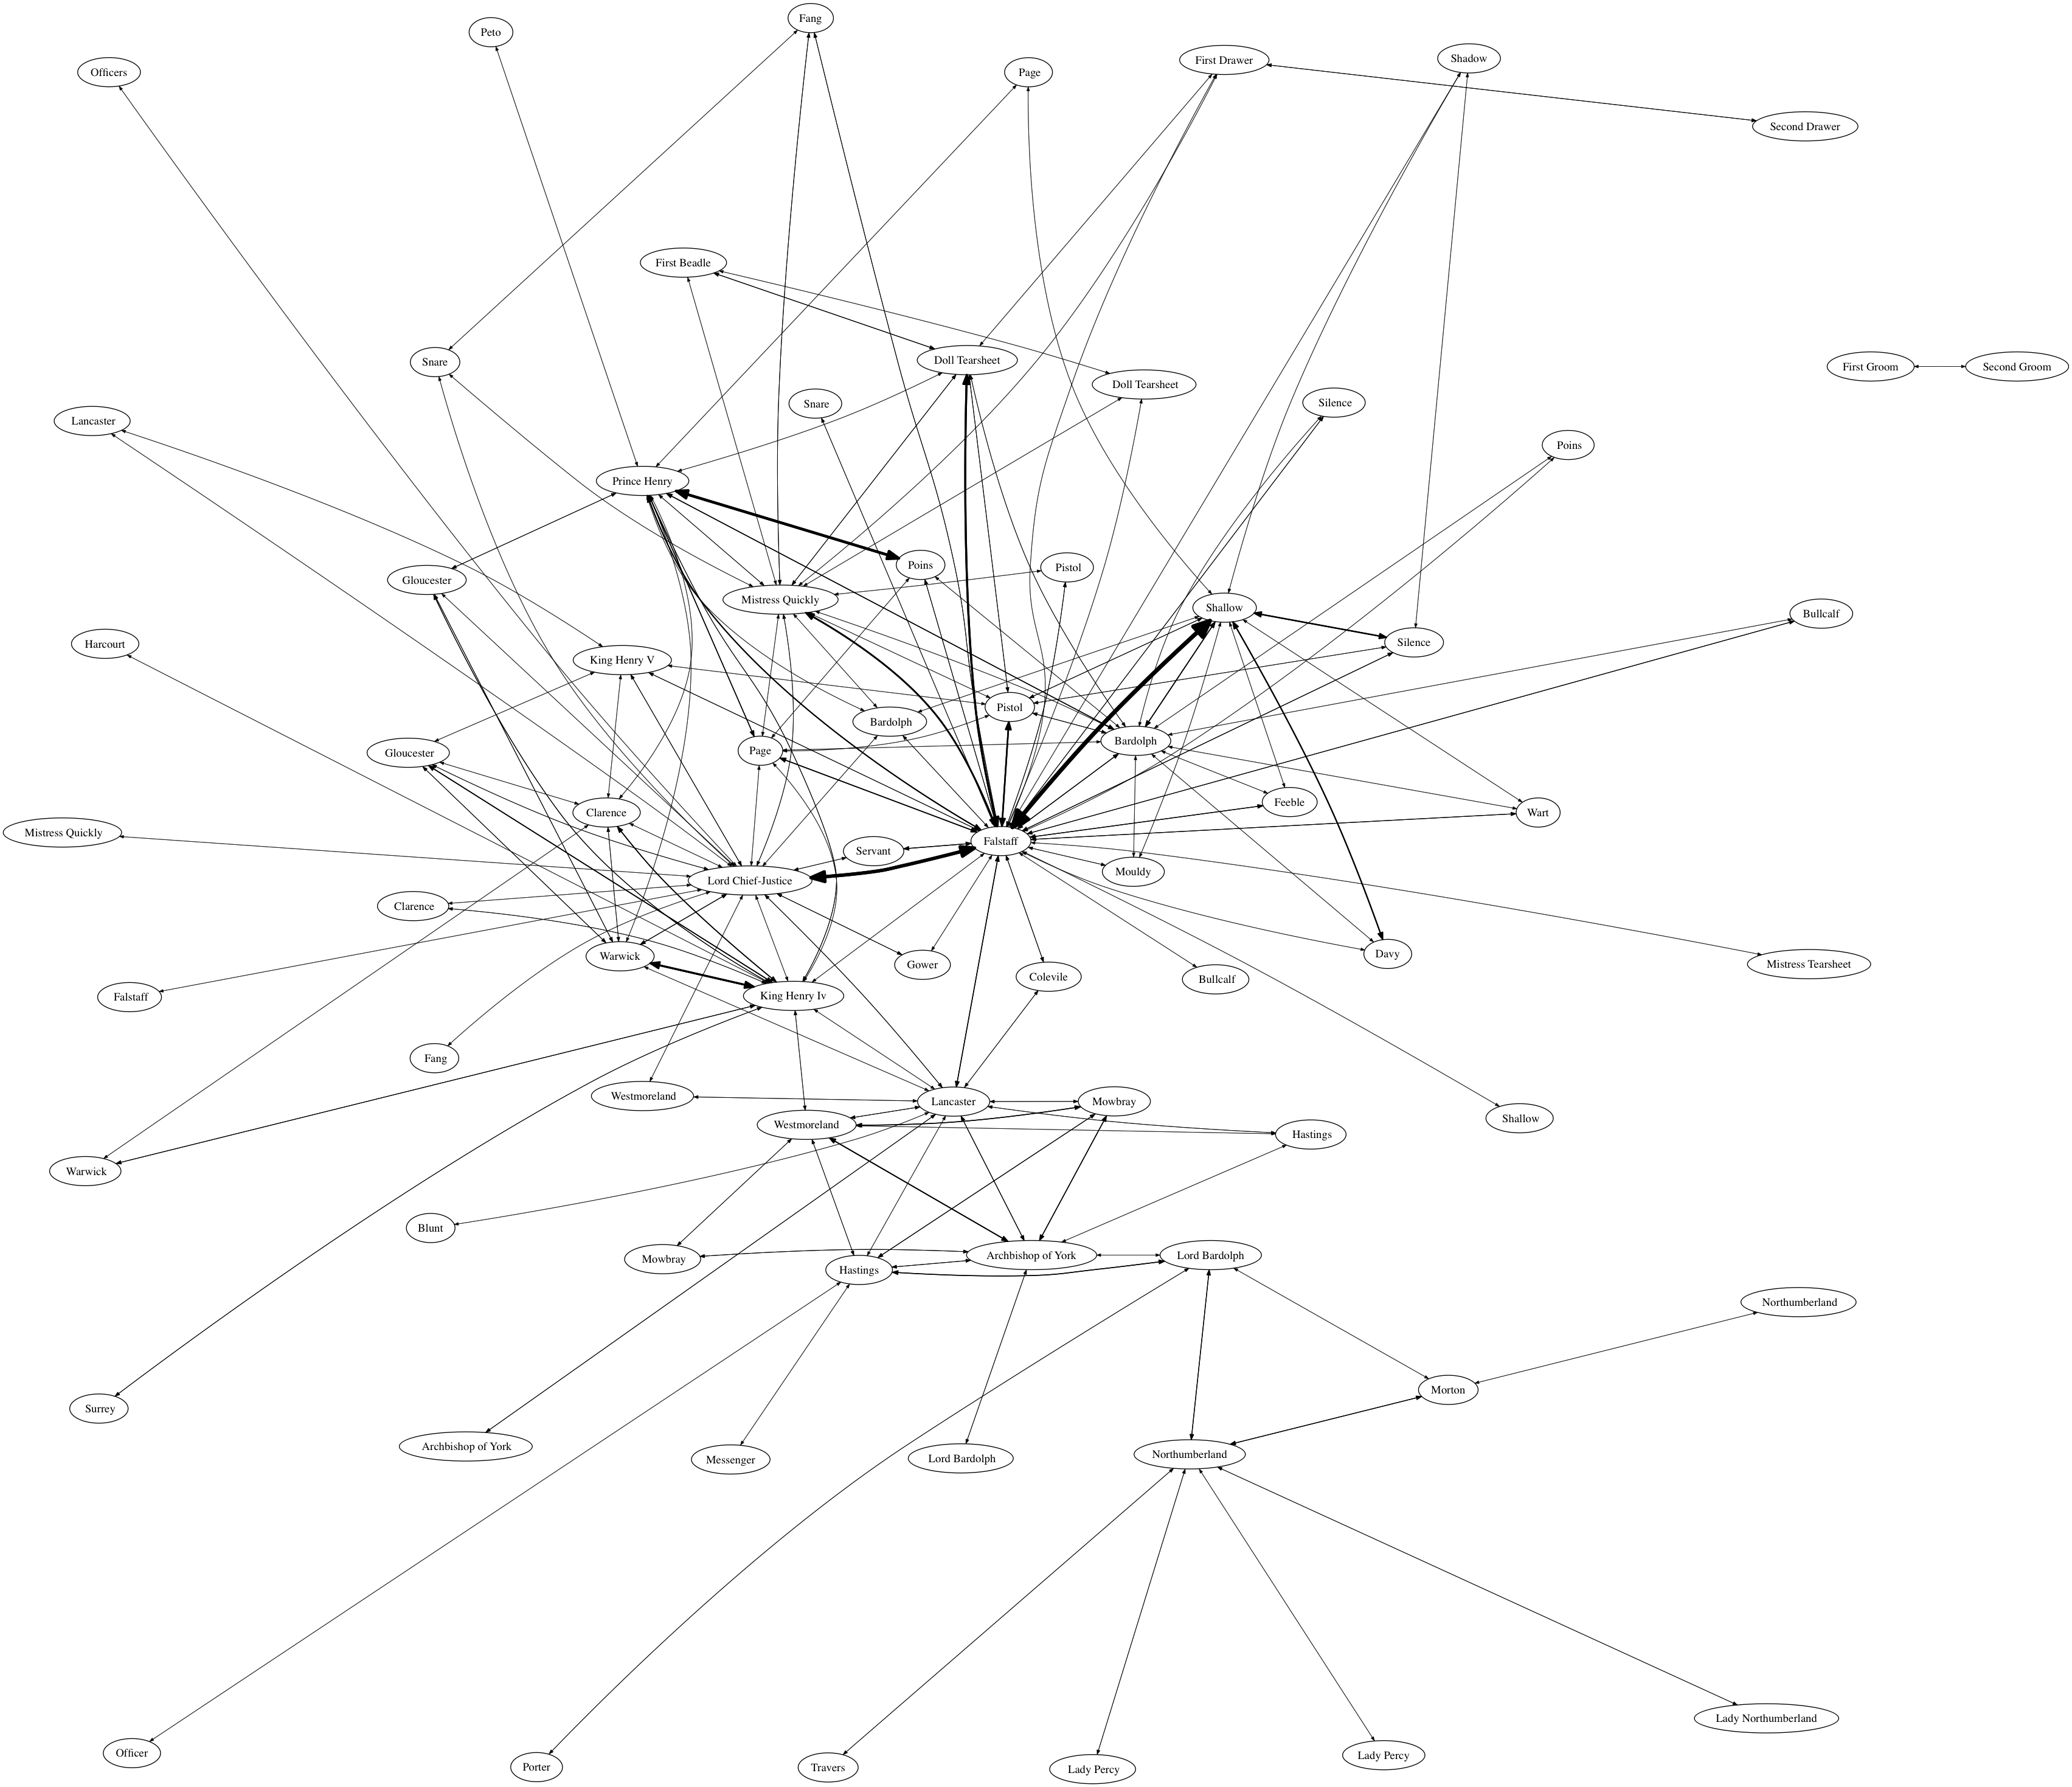 Fang
Peto
Shadow
First Drawer
Officers
Page
Second Drawer
First Beadle
Doll Tearsheet
Snare
First Groom
Second Groom
Doll Tearsheet
Snare
Silence
Lancaster
Poins
Prince Henry
Poins
Pistol
Gloucester
Mistress Quickly
Shallow
Bullcalf
Harcourt
Silence
King Henry V
Pistol
Bardolph
Bardolph
Gloucester
Page
Feeble
Clarence
Wart
Mistress Quickly
Falstaff
Servant
Mouldy
Lord Chief-Justice
Clarence
Davy
Warwick
Gower
Mistress Tearsheet
Colevile
Bullcalf
Falstaff
King Henry Iv
Fang
Westmoreland
Lancaster
Mowbray
Shallow
Westmoreland
Hastings
Warwick
Blunt
Mowbray
Archbishop of York
Lord Bardolph
Hastings
Northumberland
Morton
Surrey
Archbishop of York
Northumberland
Lord Bardolph
Messenger
Lady Northumberland
Officer
Lady Percy
Porter
Travers
Lady Percy